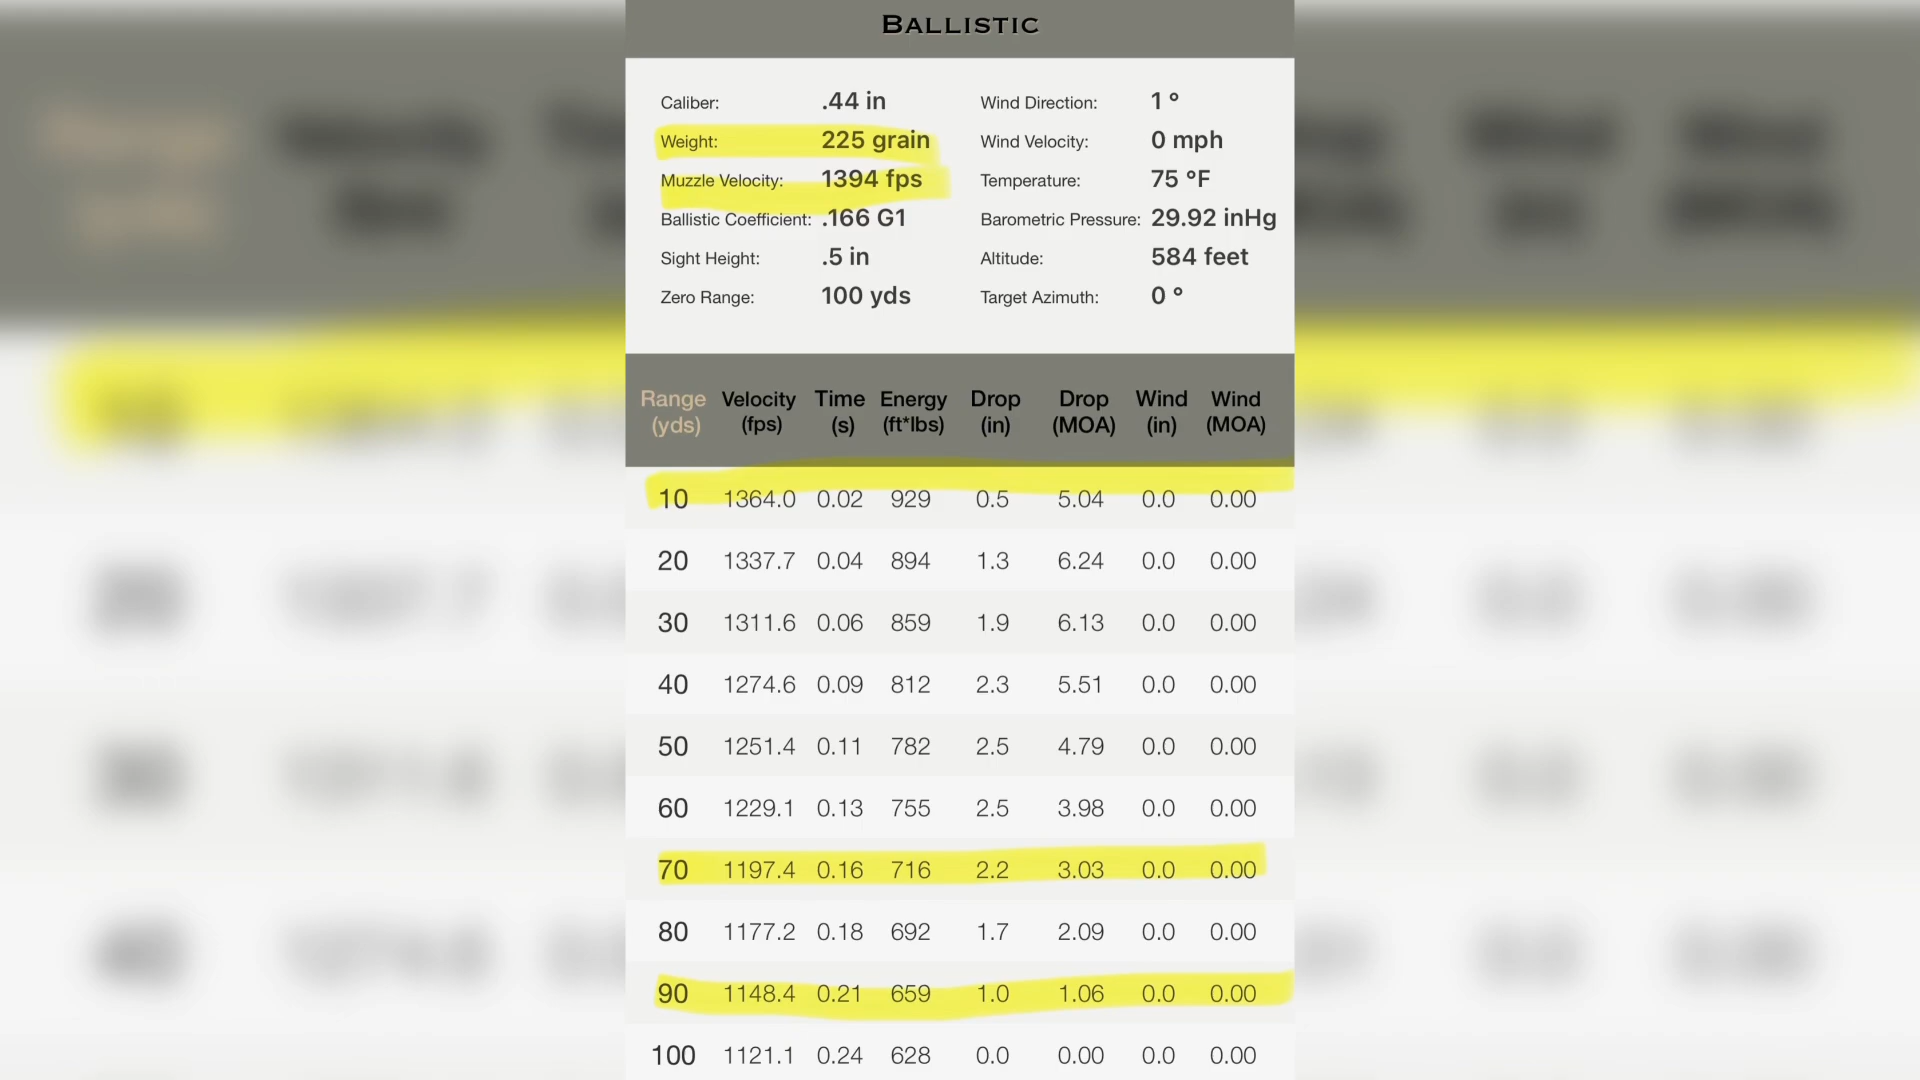 BALLISTIC
Caliber: .44 in Wind Direction: 1 °
Weight: 225 grain Wind Velocity: 0 mph
Muzzle Velocity: 1394 fps Temperature: 75 °F
Ballistic Coefficient: .166 G1 Barometric Pressure: 29.92 inHg
Sight Height: .5 in Altitude: 584 feet
Zero Range: 100 yds Target Azimuth: 0 °
Range Velocity Time Energy Drop Drop Wind Wind
(yds) (fps) (s) (ft*lbs) (in) (MOA) (in) (MOA)
10 1364.0 0.02 929 0.5 5.04 0.0 0.00
20 1337.7 0.04 894 1.3 6.24 0.0 0.00
30 1311.6 0.06 859 1.9 6.13 0.0 0.00
40 1274.6 0.09 812 2.3 5.51 0.0 0.00
50 1251.4 0.11 782 2.5 4.79 0.0 0.00
60 1229.1 0.13 755 2.5 3.98 0.0 0.00
70 1197.4 0.16 716 2.2 3.03 0.0 0.00
80 1177.2 0.18 692 1.7 2.09 0.0 0.00
90 1148.4 0.21 659 1.0 1.06 0.0 0.00
100 1121.1 0.24 628 0.0 0.00 0.0 0.00